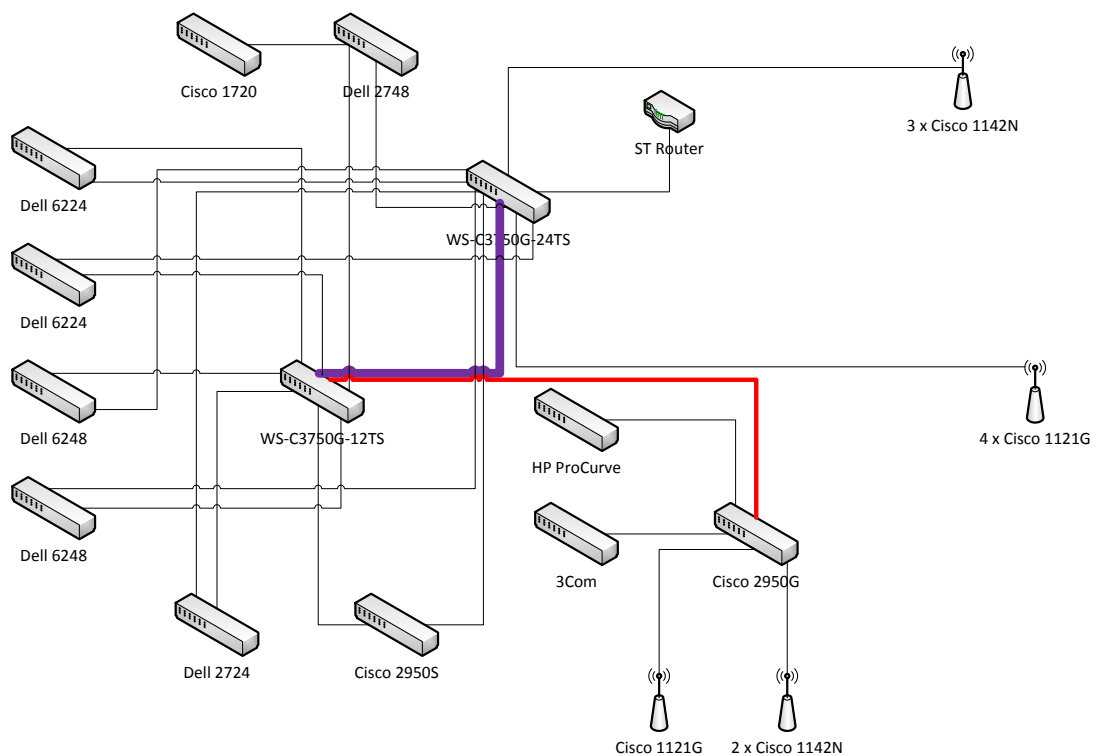 Cisco 1720
Dell 2748
3 x Cisco 1142N
ST Router
Dell 6224
WS-C3750G-24TS
Dell 6224
Dell 6248
WS-C3750G-12TS
4 x Cisco 1121G
HP ProCurve
Dell 6248
3Com
Cisco 2950G
Dell 2724
Cisco 2950S
Cisco 1121G
2 x Cisco 1142N